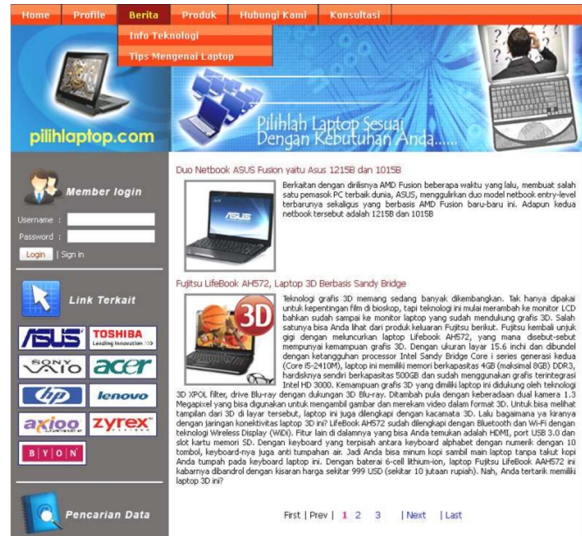 Home Profile Berita Produk Hubungi Kami Konsultasi
Info Teknologi
Tips Mengenai Laptop
pilihlaptop.com
Pilihlah Laptop Sesuai
Dengan Kebutuhan Anda......
Member login
Username :
Password :
Login | Sign in
Link Terkait
ASUS TOSHIBA
Leading Innovation >>>
SONY
VAIO acer
hp lenovo
axioo zyrex
BYON
Pencarian Data
Duo Netbook ASUS Fusion yaitu Asus 1215B dan 1015B
Berkaitan dengan dirilisnya AMD Fusion beberapa waktu yang lalu, membuat salah
satu pemasok PC terbaik dunia, ASUS, menggulirkan duo model netbook entry-level
terbarunya sekaligus yang berbasis AMD Fusion baru-baru ini. Adapun kedua
netbook tersebut adalah 1215B dan 1015B
Fujitsu LifeBook AH572, Laptop 3D Berbasis Sandy Bridge
3D
Teknologi grafis 3D memang sedang banyak dikembangkan. Tak hanya dipakai
untuk kepentingan film di bioskop, tapi teknologi ini mulai merambah ke monitor LCD
bahkan sudah sampai ke monitor laptop yang sudah mendukung grafis 3D. Salah
satunya bisa Anda lihat dari produk keluaran Fujitsu berikut. Fujitsu kembali unjuk
gigi dengan meluncurkan laptop Lifebook AH572, yang mana disebut-sebut
mempunyai kemampuan grafis 3D. Dengan ukuran layar 15.6 inchi dan dibundel
dengan ketangguhan processor Intel Sandy Bridge Core i series generasi kedua
(Core i5-2410M), laptop ini memiliki memori berkapasitas 4GB (maksimal 8GB) DDR3,
hardisknya sendiri berkapasitas 500GB dan sudah menggunakan grafis terintegrasi
Intel HD 3000. Kemampuan grafis 3D yang dimiliki laptop ini didukung oleh teknologi
3D XPOL filter, drive Blu-ray dengan dukungan 3D Blu-ray. Ditambah pula dengan keberadaan dual kamera 1.3
Megapixel yang bisa digunakan untuk mengambil gambar dan merekam video dalam format 3D. Untuk bisa melihat
tampilan dari 3D di layar tersebut, laptop ini juga dilengkapi dengan kacamata 3D. Lalu bagaimana ya kiranya
dengan jaringan konektivitas laptop 3D ini? LifeBook AH572 sudah dilengkapi dengan Bluetooth dan Wi-Fi dengan
teknologi Wireless Display (WiDi). Fitur lain di dalamnya yang bisa Anda temukan adalah HDMI, port USB 3.0 dan
slot kartu memori SD. Dengan keyboard yang terpisah antara keyboard alphabet dengan numerik dengan 10
tombol, keyboard-nya juga anti tumpahan air. Jadi Anda bisa minum kopi sambil main laptop tanpa takut kopi
Anda tumpah pada keyboard laptop ini. Dengan baterai 6-cell lithium-ion, laptop Fujitsu LifeBook AAH572 ini
kabarnya dibandrol dengan kisaran harga sekitar 999 USD (sekitar 10 jutaan rupiah). Nah, Anda tertarik memiliki
laptop 3D ini?
First | Prev | 1 2 3 | Next | Last